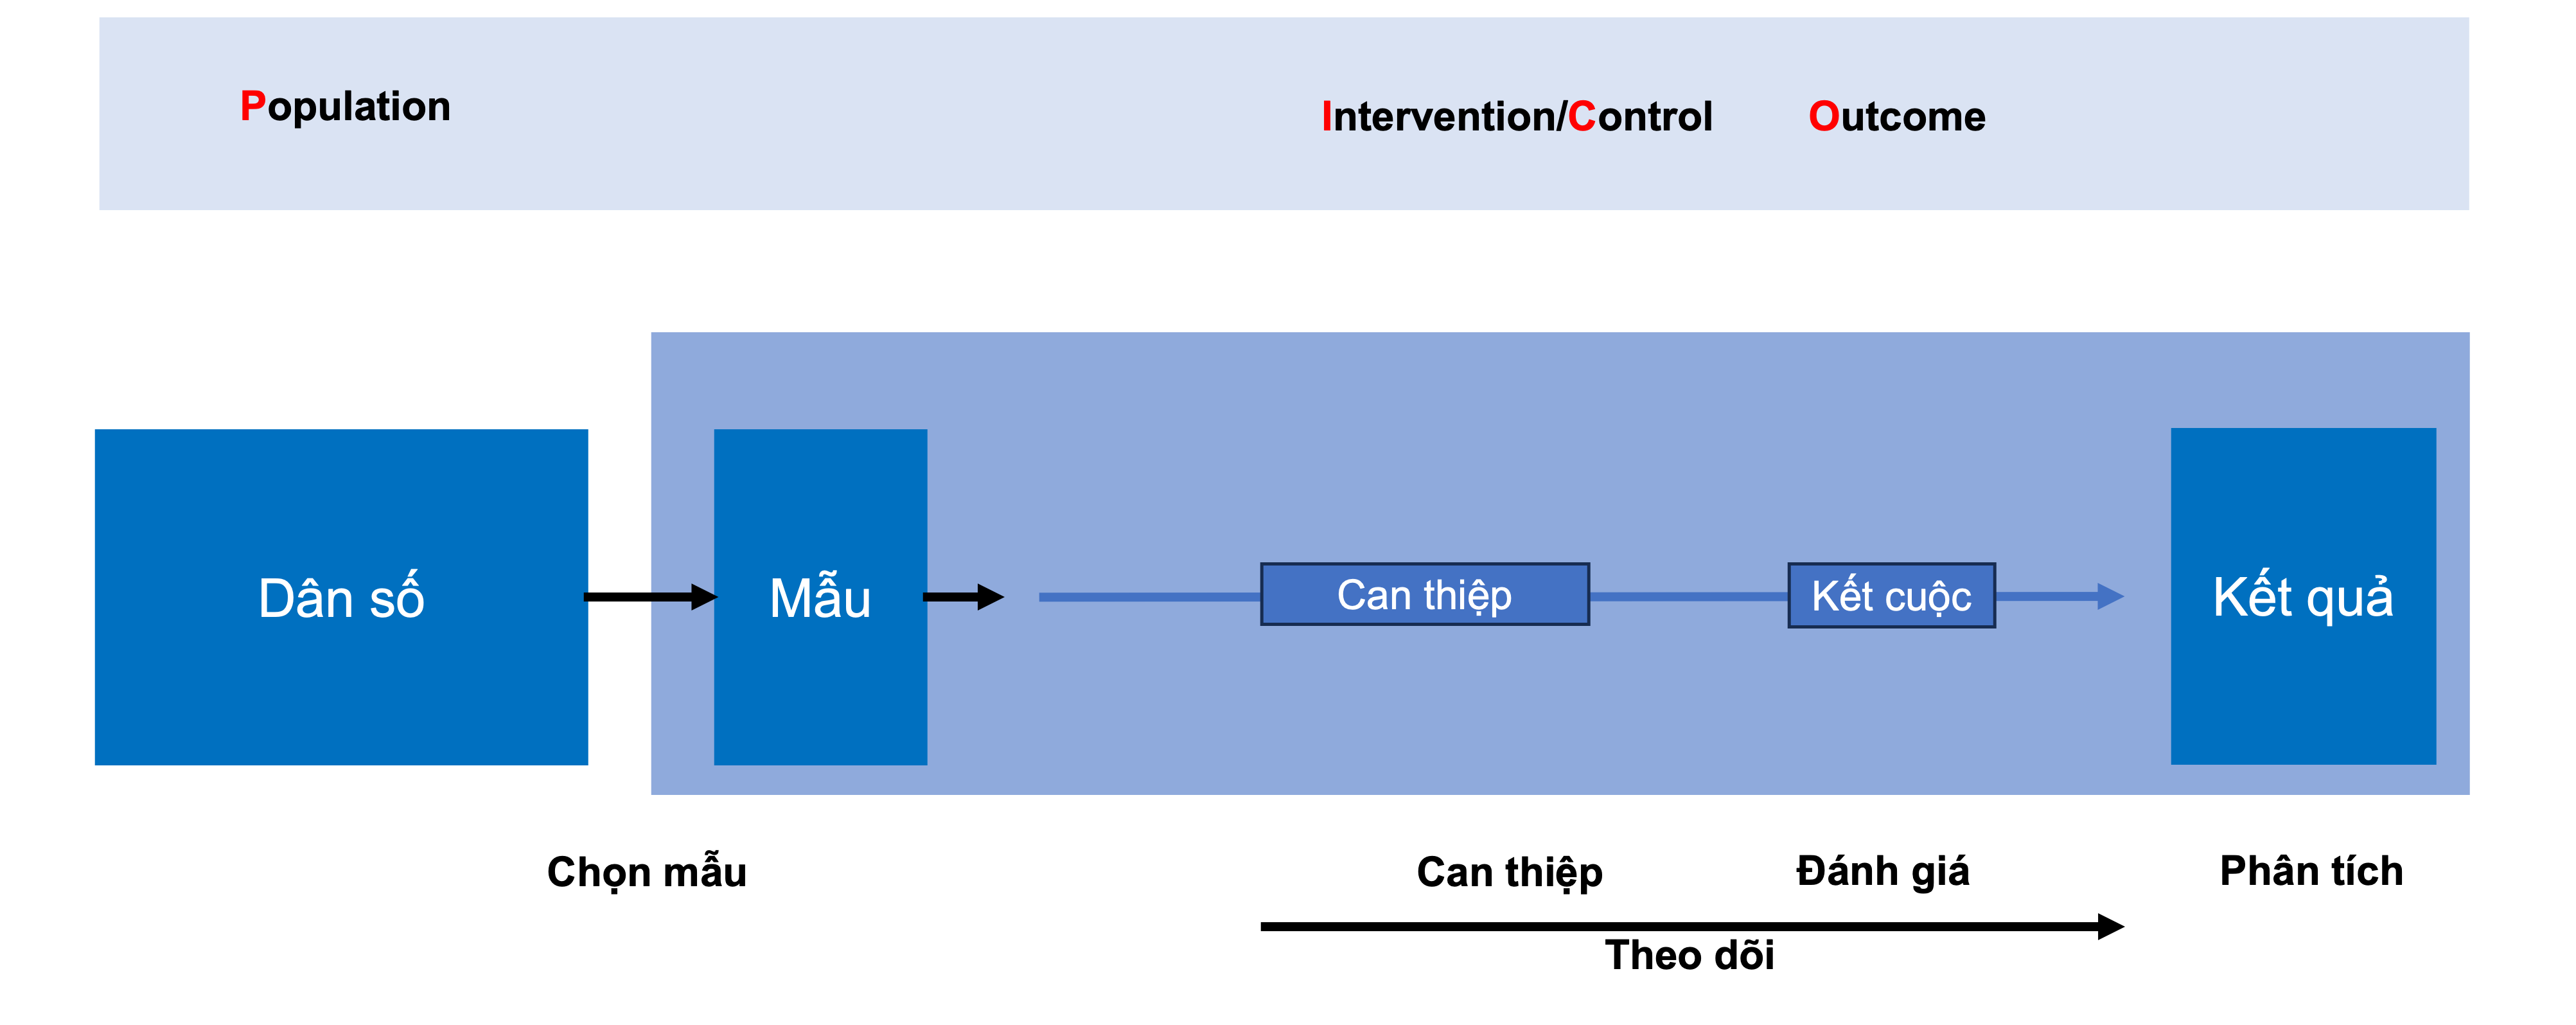 Population
Intervention/Control
Outcome
Dân số
Mẫu
Can thiệp
Kết cuộc
Kết quả
Chọn mẫu
Can thiệp
Đánh giá
Phân tích
Theo dõi